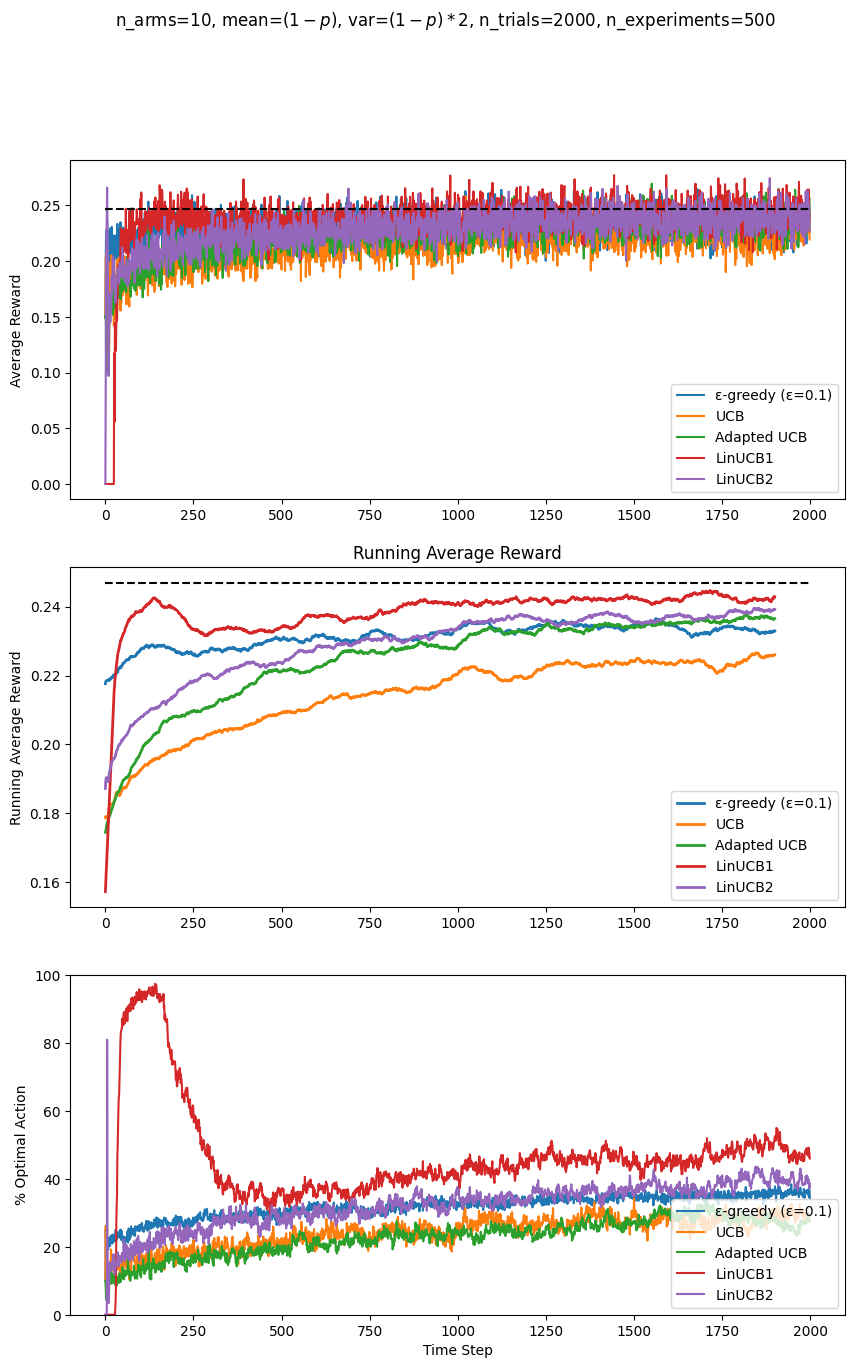 n_arms=10, mean=(1 − p), var=(1 − p) * 2, n_trials=2000, n_experiments=500
Average Reward
0.25
0.20
0.15
0.10
0.05
0.00
ε-greedy (ε=0.1)
UCB
Adapted UCB
LinUCB1
LinUCB2
0 250 500 750 1000 1250 1500 1750 2000
Running Average Reward
Running Average Reward
0.24
0.22
0.20
0.18
0.16
ε-greedy (ε=0.1)
UCB
Adapted UCB
LinUCB1
LinUCB2
0 250 500 750 1000 1250 1500 1750 2000
% Optimal Action
100
80
60
40
20
0
ε-greedy (ε=0.1)
UCB
Adapted UCB
LinUCB1
LinUCB2
0 250 500 750 1000 1250 1500 1750 2000
Time Step